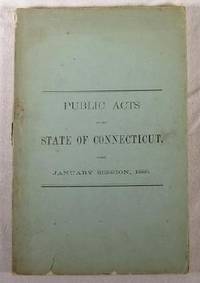 PUBLIC ACTS
STATE OF CONNECTICUT,
JANUARY SESSION,